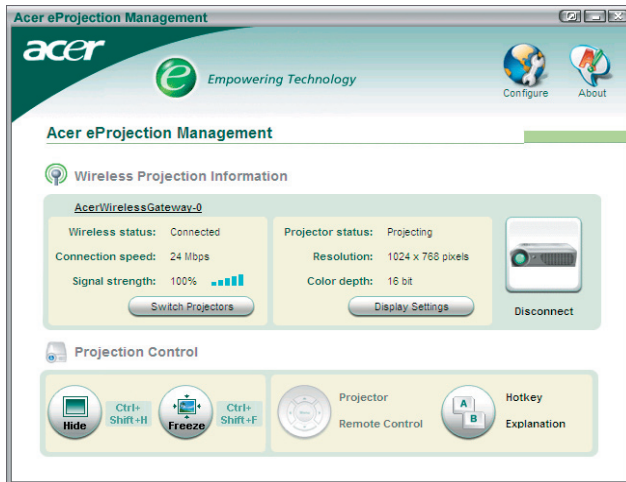 Acer eProjection Management
acer
e Empowering Technology
Configure About
Acer eProjection Management
Wireless Projection Information
AcerWirelessGateway-0
Wireless status: Connected Projector status: Projecting
Connection speed: 24 Mbps Resolution: 1024 x 768 pixels
Signal strength: 100% Color depth: 16 bit
Switch Projectors Display Settings Disconnect
Projection Control
Hide Ctrl+ Shift+H Freeze Ctrl+ Shift+F Projector Remote Control A B Hotkey Explanation